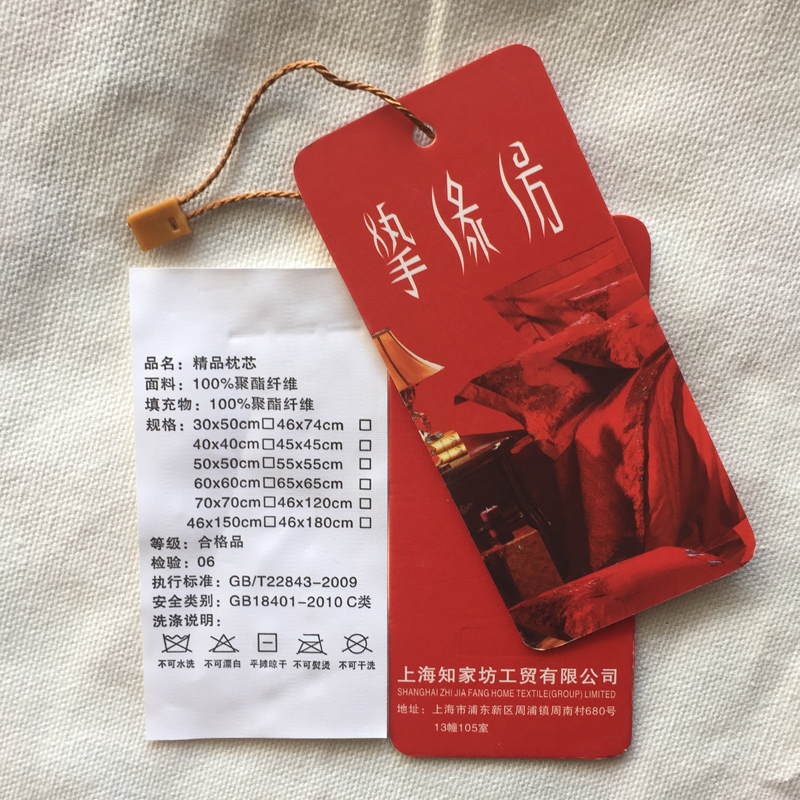 挚缘坊
品名：精品枕芯
面料：100%聚酯纤维
填充物：100%聚酯纤维
规格：30x50cm□46x74cm □
40x40cm□45x45cm □
50x50cm□55x55cm □
60x60cm□65x65cm □
70x70cm□46x120cm □
46x150cm□46x180cm □
等级：合格品
检验：06
执行标准：GB/T22843-2009
安全类别：GB18401-2010 C类
洗涤说明：
不可水洗 不可漂白 平摊晾干 不可熨烫 不可干洗
上海知家坊工贸有限公司
SHANGHAI ZHI JIA FANG HOME TEXTILE(GROUP) LIMITED
地址：上海市浦东新区周浦镇周南村680号
13幢105室